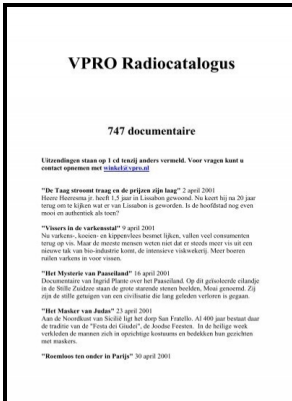 VPRO Radiocatalogus
747 documentaire
Uitzendingen staan op 1 cd tenzij anders vermeld. Voor vragen kunt u
contact opnemen met winkel@vpro.nl
"De Taag stroomt traag en de prijzen zijn laag" 2 april 2001
Heere Heeresma jr. heeft 1,5 jaar in Lissabon gewoond. Nu keert hij na 20 jaar
terug om te kijken wat er van Lissabon is geworden. Is de hoofdstad nog even
mooi en authentiek als toen?
"Vissers in de varkensstal" 9 april 2001
Nu varkens-, koeien- en kippenvlees besmet lijken, vallen veel consumenten
terug op vis. Maar de meeste mensen weten niet dat er steeds meer vis uit een
nieuwe tak van bio-industrie komt, de intensieve viskwekerij. Meer boeren
ruilen varkens in voor vissen.
"Het Mysterie van Paaseiland" 16 april 2001
Documentaire van Ingrid Plante over het Paaseiland. Op dit geïsoleerde eilandje
in de Stille Zuidzee staan de grote starende stenen beelden, Moai genoemd. Zij
zijn de stille getuigen van een civilisatie die lang geleden verloren is gegaan.
"Het Masker van Judas" 23 april 2001
Aan de Noordkust van Sicilië ligt het dorp San Fratello. Al 400 jaar bestaat daar
de traditie van de "Festa dei Giudei", de Joodse Feesten. In de heilige week
verkleden de mannen zich in opzichtige kostuums en bedekken hun gezichten
met maskers.
"Roemloos ten onder in Parijs" 30 april 2001